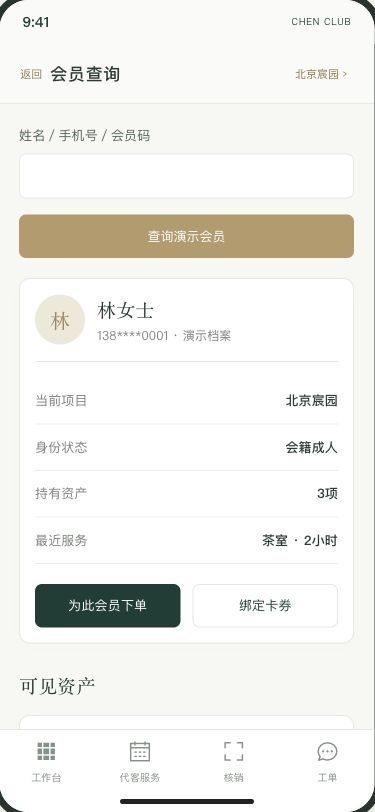 9:41
CHEN CLUB
返回 会员查询
北京宸园 ›
姓名 / 手机号 / 会员码
查询演示会员
林
林女士
138****0001 · 演示档案
当前项目 北京宸园
身份状态 会籍成人
持有资产 3项
最近服务 茶室 · 2小时
为此会员下单 绑定卡券
可见资产
工作台 代客服务 核销 工单